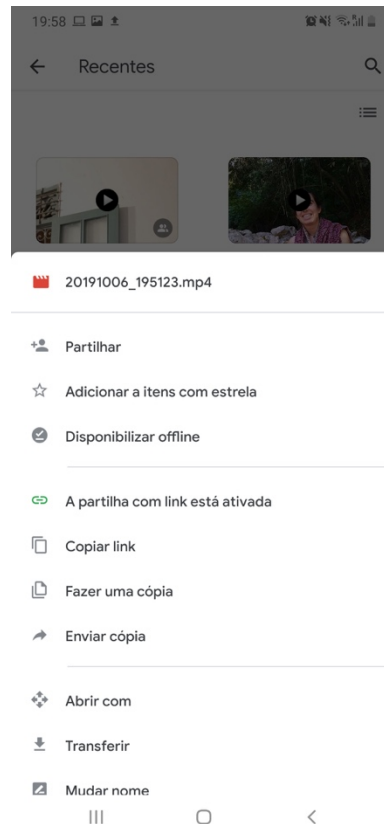 19:58
Recentes
20191006_195123.mp4
Partilhar
Adicionar a itens com estrela
Disponibilizar offline
A partilha com link está ativada
Copiar link
Fazer uma cópia
Enviar cópia
Abrir com
Transferir
Mudar nome